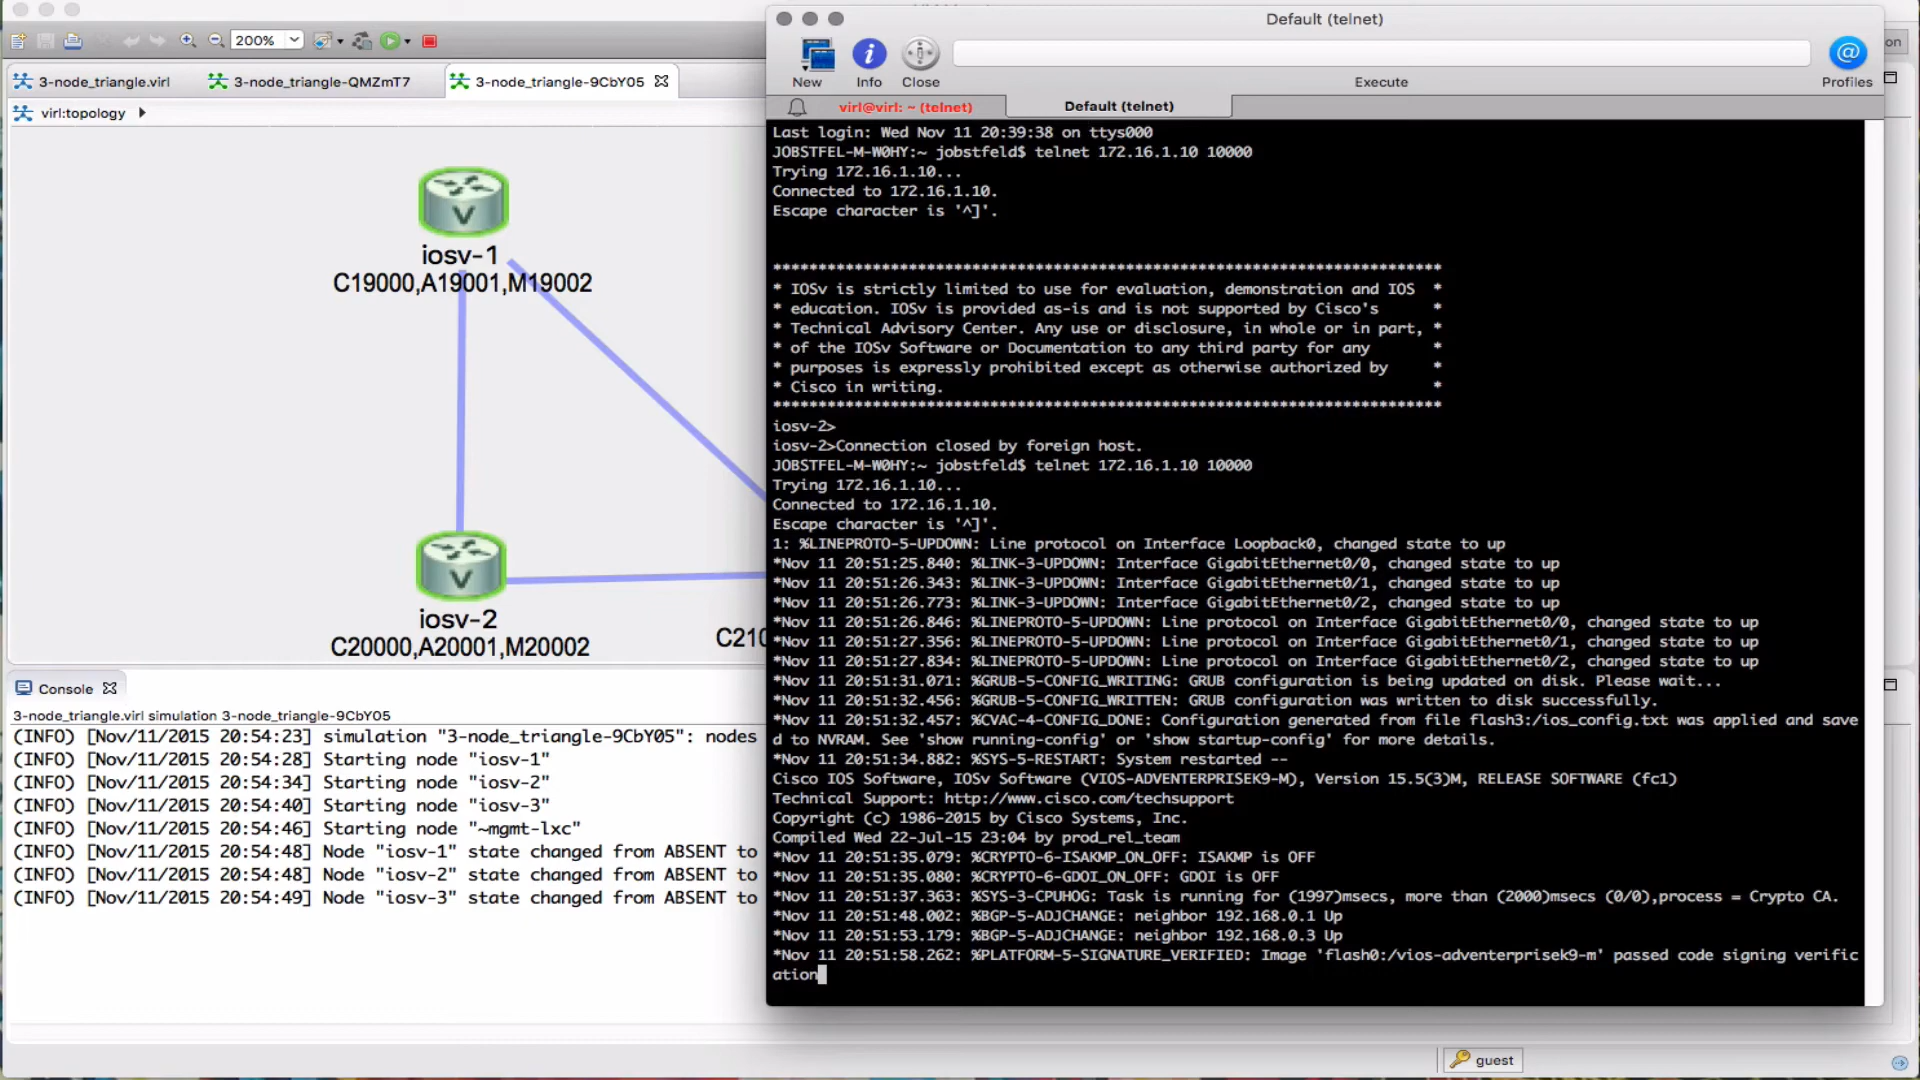 Default (telnet)
200%
New
Info
Close
Execute
Profiles
on
3-node_triangle.virl
3-node_triangle-QMZmT7
3-node_triangle-9CbY05
virl@virl: ~ (telnet)
Default (telnet)
virl:topology
iosv-1
C19000,A19001,M19002
iosv-2
C20000,A20001,M20002
C210
Last login: Wed Nov 11 20:39:38 on ttys000
JOBSTFEL-M-W0HY:~ jobstfeld$ telnet 172.16.1.10 10000
Trying 172.16.1.10...
Connected to 172.16.1.10.
Escape character is '^]'.
**************************************************************************
* IOSv is strictly limited to use for evaluation, demonstration and IOS  *
* education. IOSv is provided as-is and is not supported by Cisco's      *
* Technical Advisory Center. Any use or disclosure, in whole or in part, *
* of the IOSv Software or Documentation to any third party for any       *
* purposes is expressly prohibited except as otherwise authorized by     *
* Cisco in writing.                                                      *
**************************************************************************
iosv-2>
iosv-2>Connection closed by foreign host.
JOBSTFEL-M-W0HY:~ jobstfeld$ telnet 172.16.1.10 10000
Trying 172.16.1.10...
Connected to 172.16.1.10.
Escape character is '^]'.
1: %LINEPROTO-5-UPDOWN: Line protocol on Interface Loopback0, changed state to up
*Nov 11 20:51:25.840: %LINK-3-UPDOWN: Interface GigabitEthernet0/0, changed state to up
*Nov 11 20:51:26.343: %LINK-3-UPDOWN: Interface GigabitEthernet0/1, changed state to up
*Nov 11 20:51:26.773: %LINK-3-UPDOWN: Interface GigabitEthernet0/2, changed state to up
*Nov 11 20:51:26.846: %LINEPROTO-5-UPDOWN: Line protocol on Interface GigabitEthernet0/0, changed state to up
*Nov 11 20:51:27.356: %LINEPROTO-5-UPDOWN: Line protocol on Interface GigabitEthernet0/1, changed state to up
*Nov 11 20:51:27.834: %LINEPROTO-5-UPDOWN: Line protocol on Interface GigabitEthernet0/2, changed state to up
*Nov 11 20:51:31.071: %GRUB-5-CONFIG_WRITING: GRUB configuration is being updated on disk. Please wait...
*Nov 11 20:51:32.456: %GRUB-5-CONFIG_WRITTEN: GRUB configuration was written to disk successfully.
*Nov 11 20:51:32.457: %CVAC-4-CONFIG_DONE: Configuration generated from file flash3:/ios_config.txt was applied and save
d to NVRAM. See 'show running-config' or 'show startup-config' for more details.
*Nov 11 20:51:34.882: %SYS-5-RESTART: System restarted --
Cisco IOS Software, IOSv Software (VIOS-ADVENTERPRISEK9-M), Version 15.5(3)M, RELEASE SOFTWARE (fc1)
Technical Support: http://www.cisco.com/techsupport
Copyright (c) 1986-2015 by Cisco Systems, Inc.
Compiled Wed 22-Jul-15 23:04 by prod_rel_team
*Nov 11 20:51:35.079: %CRYPTO-6-ISAKMP_ON_OFF: ISAKMP is OFF
*Nov 11 20:51:35.080: %CRYPTO-6-GDOI_ON_OFF: GDOI is OFF
*Nov 11 20:51:37.363: %SYS-3-CPUHOG: Task is running for (1997)msecs, more than (2000)msecs (0/0),process = Crypto CA.
*Nov 11 20:51:48.002: %BGP-5-ADJCHANGE: neighbor 192.168.0.1 Up
*Nov 11 20:51:53.179: %BGP-5-ADJCHANGE: neighbor 192.168.0.3 Up
*Nov 11 20:51:58.262: %PLATFORM-5-SIGNATURE_VERIFIED: Image 'flash0:/vios-adventerprisek9-m' passed code signing verific
ation
Console
3-node_triangle.virl simulation 3-node_triangle-9CbY05
(INFO) [Nov/11/2015 20:54:23] simulation "3-node_triangle-9CbY05": nodes
(INFO) [Nov/11/2015 20:54:28] Starting node "iosv-1"
(INFO) [Nov/11/2015 20:54:34] Starting node "iosv-2"
(INFO) [Nov/11/2015 20:54:40] Starting node "iosv-3"
(INFO) [Nov/11/2015 20:54:46] Starting node "~mgmt-lxc"
(INFO) [Nov/11/2015 20:54:48] Node "iosv-1" state changed from ABSENT to
(INFO) [Nov/11/2015 20:54:48] Node "iosv-2" state changed from ABSENT to
(INFO) [Nov/11/2015 20:54:49] Node "iosv-3" state changed from ABSENT to
guest